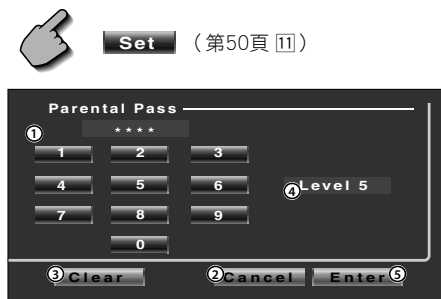 Set （第50頁 11）
Parental Pass
① ****
1 2 3
4 5 6 ④ Level 5
7 8 9
0
③ Clear ② Cancel Enter ⑤